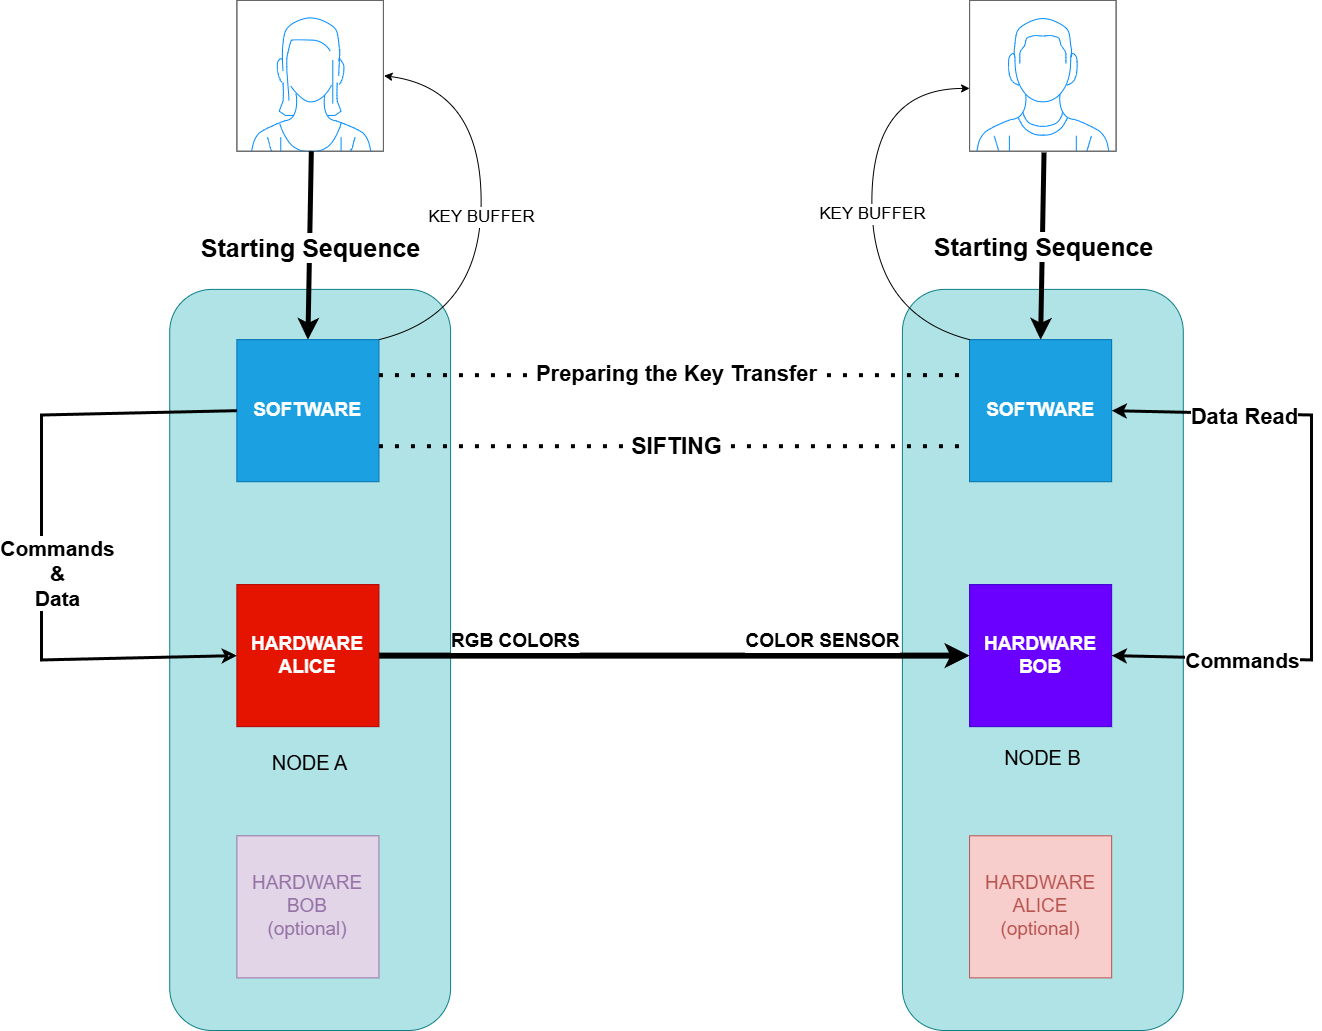 KEY BUFFER
KEY BUFFER
Starting Sequence
Starting Sequence
Preparing the Key Transfer
SOFTWARE
SOFTWARE
Data Read
SIFTING
Commands
&
Data
HARDWARE
ALICE
RGB COLORS
COLOR SENSOR
HARDWARE
BOB
Commands
NODE A
NODE B
HARDWARE
BOB
(optional)
HARDWARE
ALICE
(optional)